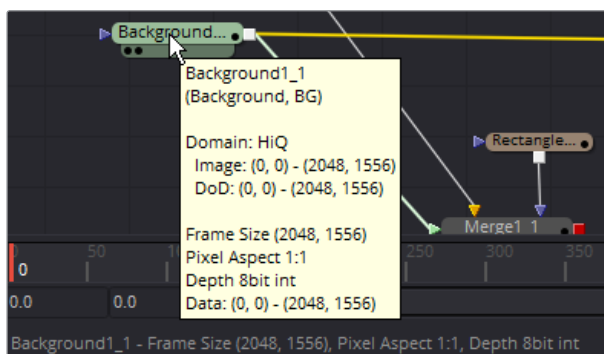 Background...
Background1_1
(Background, BG)
Domain: HiQ
Image: (0, 0) - (2048, 1556)
DoD: (0, 0) - (2048, 1556)
Frame Size (2048, 1556)
Pixel Aspect 1:1
Depth 8bit int
Data: (0, 0) - (2048, 1556)
Rectangle...
Merge1_1
50 250 300 350
0
0.0 0.0
Background1_1 - Frame Size (2048, 1556), Pixel Aspect 1:1, Depth 8bit int